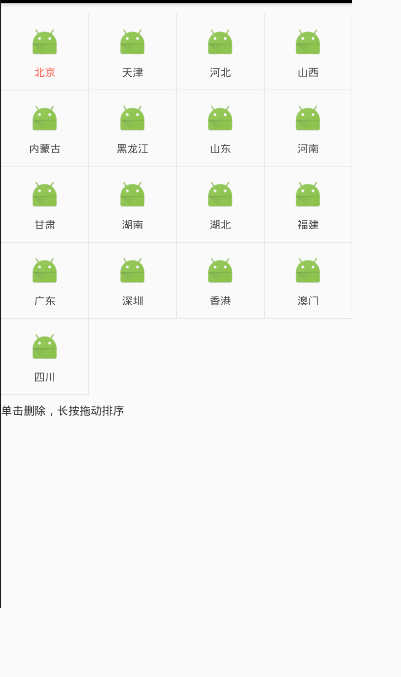 北京 天津 河北 山西
内蒙古 黑龙江 山东 河南
甘肃 湖南 湖北 福建
广东 深圳 香港 澳门
四川
单击删除，长按拖动排序